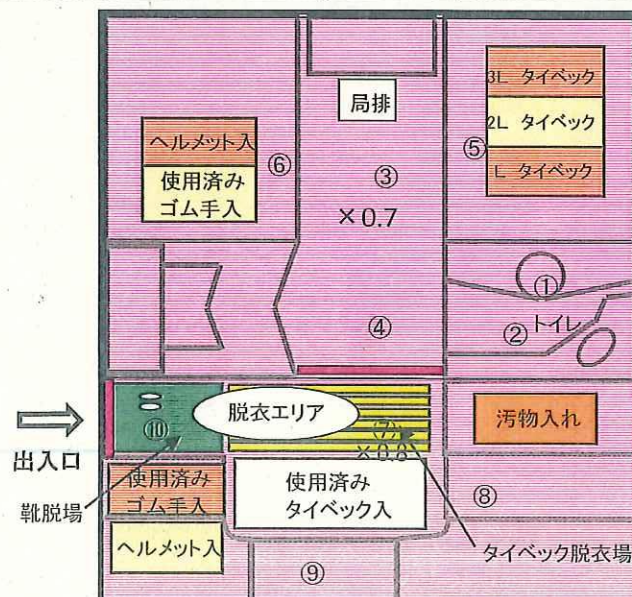 局排
3L タイベック
2L タイベック
L タイベック
⑤
ヘルメット入
使用済み
ゴム手入
⑥
③
×0.7
①
②
トイレ
④
脱衣エリア
⑩
⑦
汚物入れ
出入口
靴脱場
使用済み
ゴム手入
使用済み
タイベック入
⑧
ヘルメット入
タイベック脱衣場
⑨